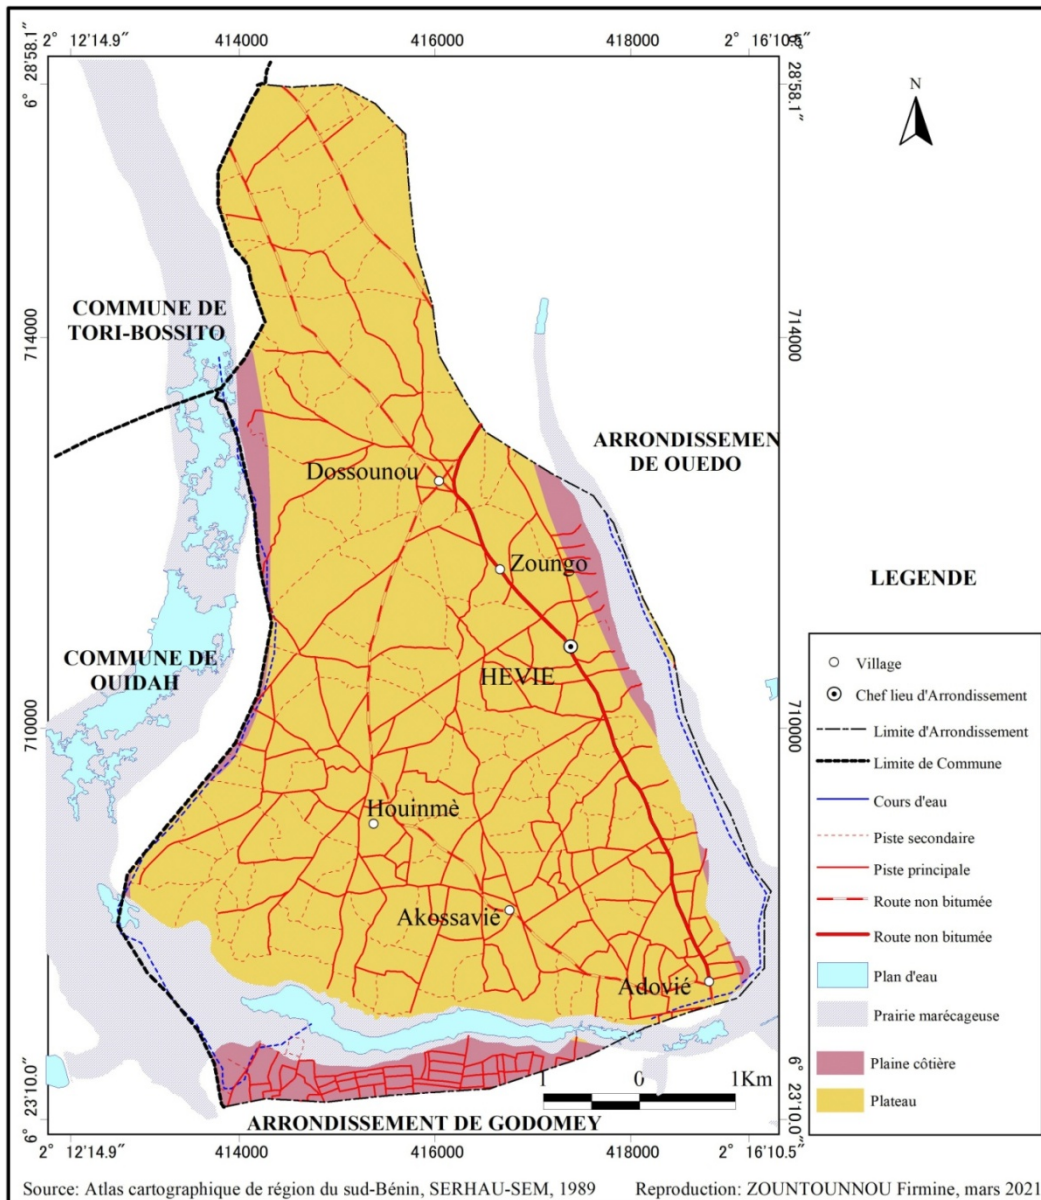 2° 12'14.9" 414000 416000 418000 2° 16'10.5"
6° 28'58.1"
28'58.1"
N
COMMUNE DE
TORI-BOSSITO
714000
714000
ARRONDISSEMEN
DE OUEDO
Dossounou
Zoungo
LEGENDE
COMMUNE DE
OUIDAH
HEVIE
Village
Chef lieu d'Arrondissement
710000
710000
Limite d'Arrondissement
Limite de Commune
Cours d'eau
Houinmè
Piste secondaire
Piste principale
Route non bitumée
Akossavié
Route non bitumée
Adovié
Plan d'eau
Prairie marécageuse
Plaine côtière
Plateau
1 0 1Km
6° 23'10.0"
6° 23'10.0"
ARRONDISSEMENT DE GODOMEY
2° 12'14.9" 414000 416000 418000 2° 16'10.5"
Source: Atlas cartographique de région du sud-Bénin, SERHAU-SEM, 1989 Reproduction: ZOUNTOUNNOU Firmine, mars 2021